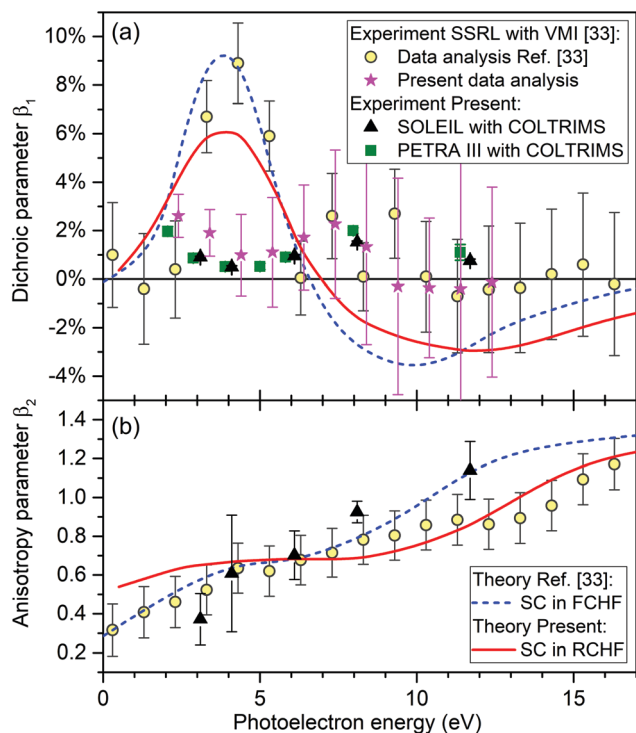 (a)
Experiment SSRL with VMI [33]:
Data analysis Ref. [33]
Present data analysis
Experiment Present:
SOLEIL with COLTRIMS
PETRA III with COLTRIMS
Dichroic parameter β1
10%
8%
6%
4%
2%
0%
-2%
-4%
(b)
Anisotropy parameter β2
1.4
1.2
1.0
0.8
0.6
0.4
0.2
Theory Ref. [33]:
SC in FCHF
Theory Present:
SC in RCHF
0 5 10 15
Photoelectron energy (eV)